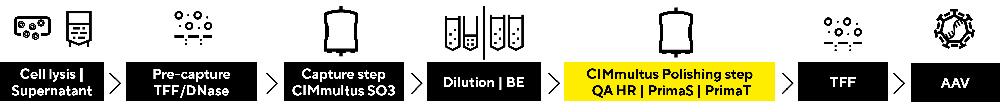 Cell lysis |
Supernatant
Pre-capture
TFF/DNase
Capture step
CIMmultus SO3
Dilution | BE
CIMmultus Polishing step
QA HR | PrimaS | PrimaT
TFF
AAV